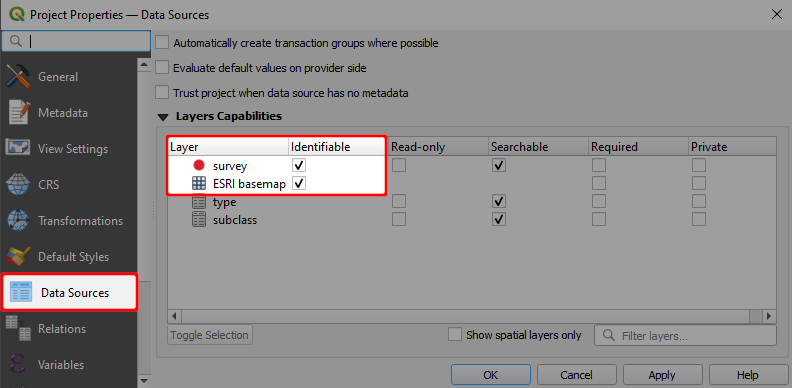 Project Properties — Data Sources
General
Metadata
View Settings
CRS
Transformations
Default Styles
Data Sources
Relations
Variables
Automatically create transaction groups where possible
Evaluate default values on provider side
Trust project when data source has no metadata
Layers Capabilities
Layer Identifiable Read-only Searchable Required Private
survey
ESRI basemap
type
subclass
Toggle Selection Show spatial layers only Filter layers...
OK Cancel Apply Help